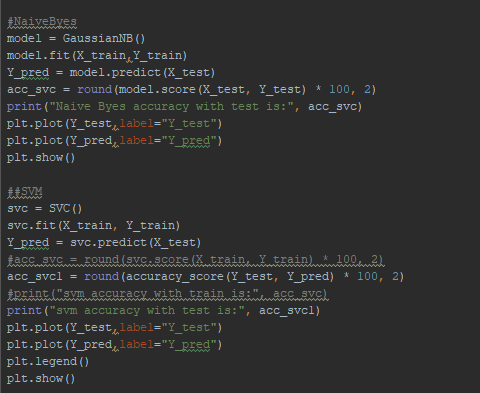 #NaiveByes
model = GaussianNB()
model.fit(X_train,Y_train)
Y_pred = model.predict(X_test)
acc_svc = round(model.score(X_test, Y_test) * 100, 2)
print("Naive Byes accuracy with test is:", acc_svc)
plt.plot(Y_test,label="Y_test")
plt.plot(Y_pred,label="Y_pred")
plt.show()
##SVM
svc = SVC()
svc.fit(X_train, Y_train)
Y_pred = svc.predict(X_test)
#acc_svc = round(svc.score(X_train, Y_train) * 100, 2)
acc_svc1 = round(accuracy_score(Y_test, Y_pred) * 100, 2)
#print("svm accuracy with train is:", acc_svc)
print("svm accuracy with test is:", acc_svc1)
plt.plot(Y_test,label="Y_test")
plt.plot(Y_pred,label="Y_pred")
plt.legend()
plt.show()